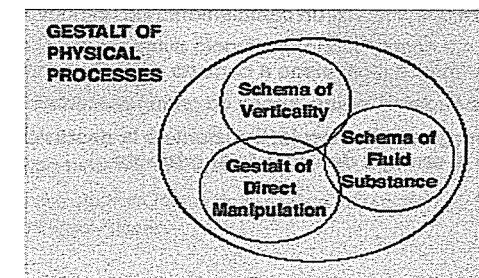 GESTALT OF
PHYSICAL
PROCESSES
Schema of
Verticality
Schema of
Fluid
Substance
Gestalt of
Direct
Manipulation